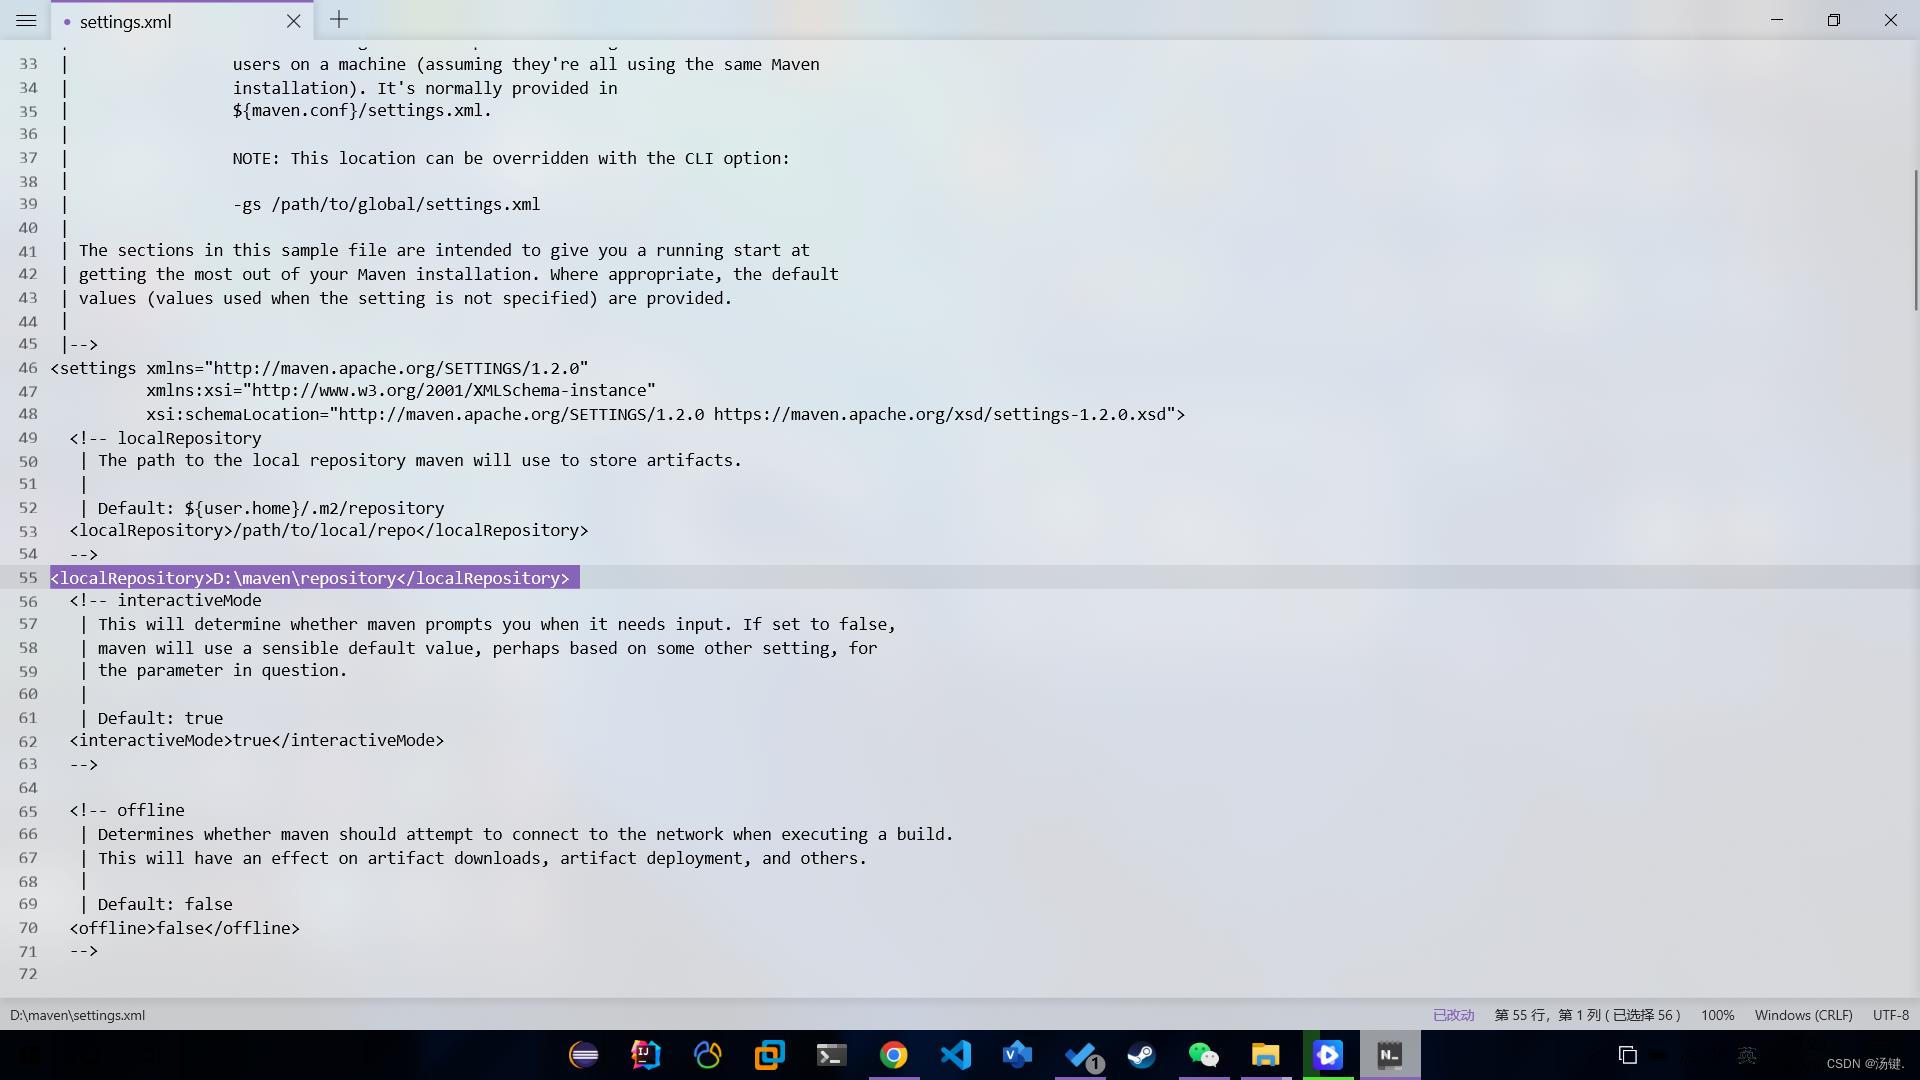 settings.xml
33 | users on a machine (assuming they're all using the same Maven
34 | installation). It's normally provided in
35 | ${maven.conf}/settings.xml.
36 |
37 | NOTE: This location can be overridden with the CLI option:
38 |
39 | -gs /path/to/global/settings.xml
40 |
41 | The sections in this sample file are intended to give you a running start at
42 | getting the most out of your Maven installation. Where appropriate, the default
43 | values (values used when the setting is not specified) are provided.
44 |
45 |-->
46 <settings xmlns="http://maven.apache.org/SETTINGS/1.2.0"
47 xmlns:xsi="http://www.w3.org/2001/XMLSchema-instance"
48 xsi:schemaLocation="http://maven.apache.org/SETTINGS/1.2.0 https://maven.apache.org/xsd/settings-1.2.0.xsd">
49 <!-- localRepository
50 | The path to the local repository maven will use to store artifacts.
51 |
52 | Default: ${user.home}/.m2/repository
53 <localRepository>/path/to/local/repo</localRepository>
54 -->
55 <localRepository>D:\maven\repository</localRepository>
56 <!-- interactiveMode
57 | This will determine whether maven prompts you when it needs input. If set to false,
58 | maven will use a sensible default value, perhaps based on some other setting, for
59 | the parameter in question.
60 |
61 | Default: true
62 <interactiveMode>true</interactiveMode>
63 -->
64
65 <!-- offline
66 | Determines whether maven should attempt to connect to the network when executing a build.
67 | This will have an effect on artifact downloads, artifact deployment, and others.
68 |
69 | Default: false
70 <offline>false</offline>
71 -->
72
D:\maven\settings.xml 已改动 第 55 行，第 1 列 ( 已选择 56 ) 100% Windows (CRLF) UTF-8
IJ V 1 N 英
CSDN @汤键.